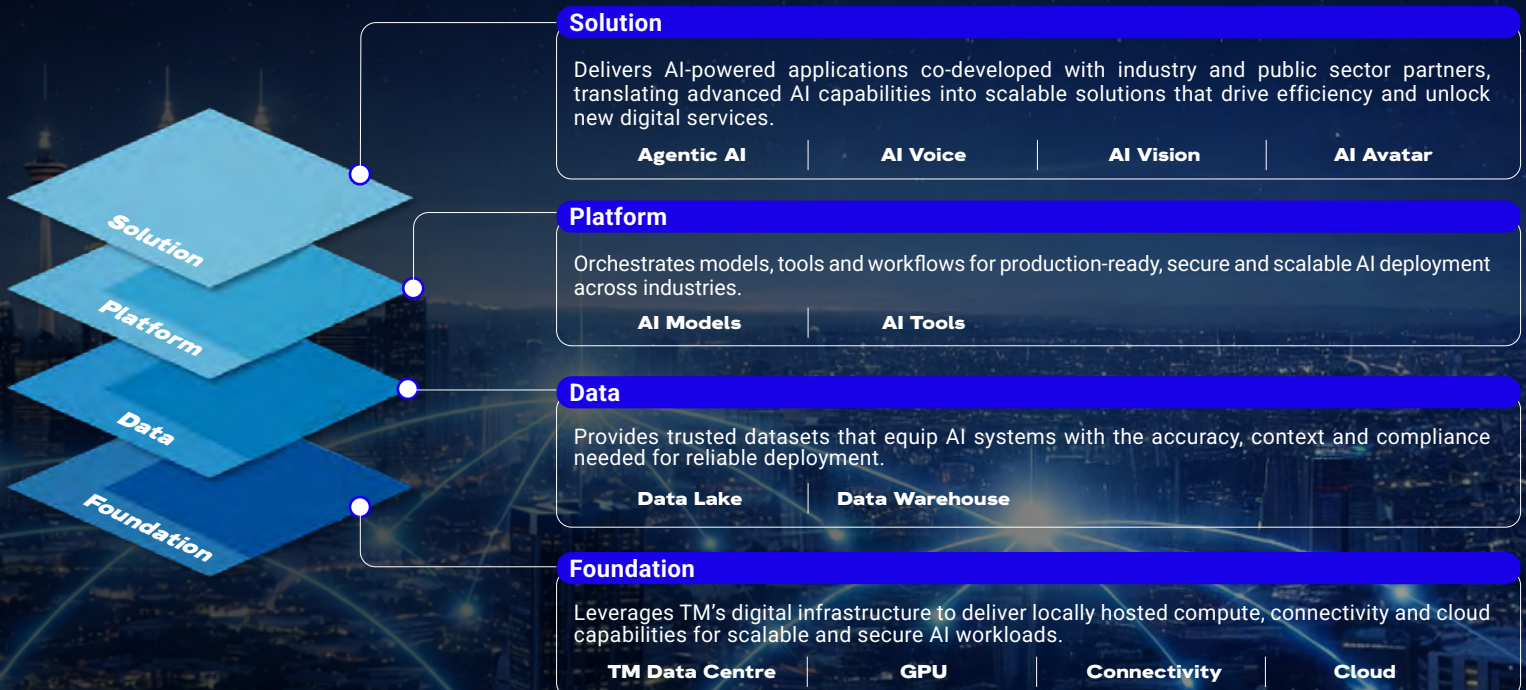 Solution
Delivers AI-powered applications co-developed with industry and public sector partners,
translating advanced AI capabilities into scalable solutions that drive efficiency and unlock
new digital services.
Agentic AI
AI Voice
AI Vision
AI Avatar
Platform
Orchestrates models, tools and workflows for production-ready, secure and scalable AI deployment
across industries.
AI Models
AI Tools
Data
Provides trusted datasets that equip AI systems with the accuracy, context and compliance
needed for reliable deployment.
Data Lake
Data Warehouse
Foundation
Leverages TM’s digital infrastructure to deliver locally hosted compute, connectivity and cloud
capabilities for scalable and secure AI workloads.
TM Data Centre
GPU
Connectivity
Cloud
Solution
Platform
Data
Foundation